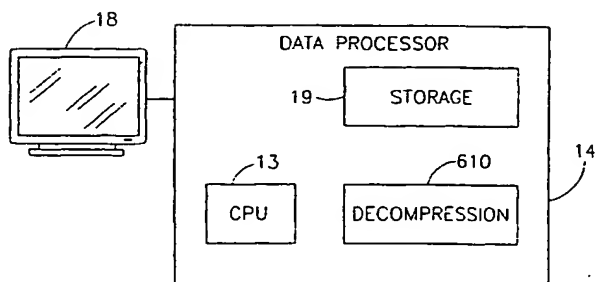 18
DATA PROCESSOR
19
STORAGE
14
13
610
CPU
DECOMPRESSION